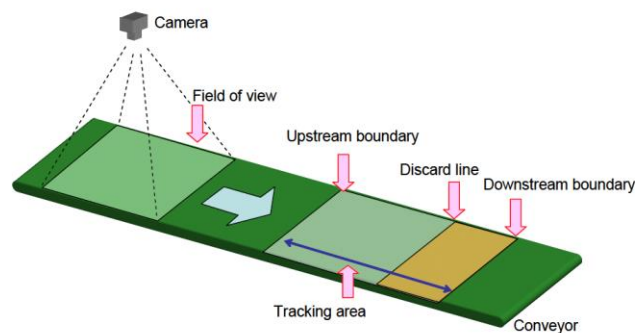 Camera
Field of view
Upstream boundary
Discard line
Downstream boundary
Tracking area
Conveyor